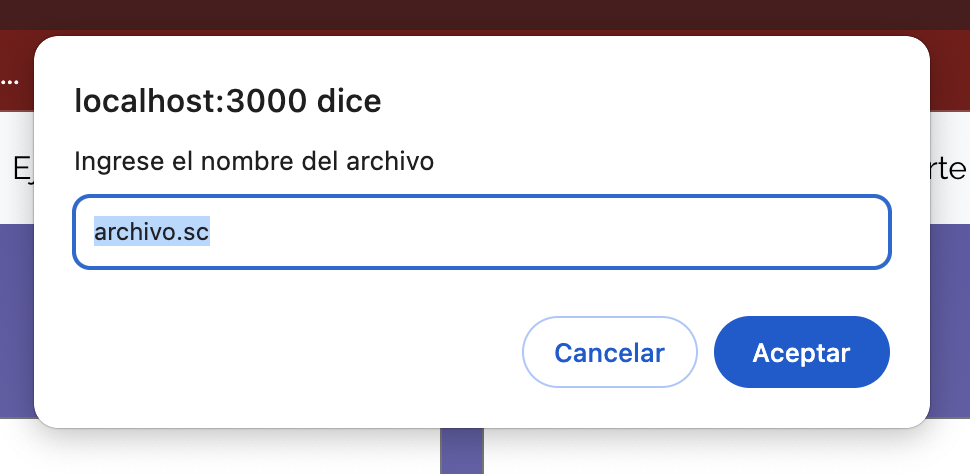 ...
localhost:3000 dice
Ingrese el nombre del archivo
archivo.sc
Cancelar
Aceptar